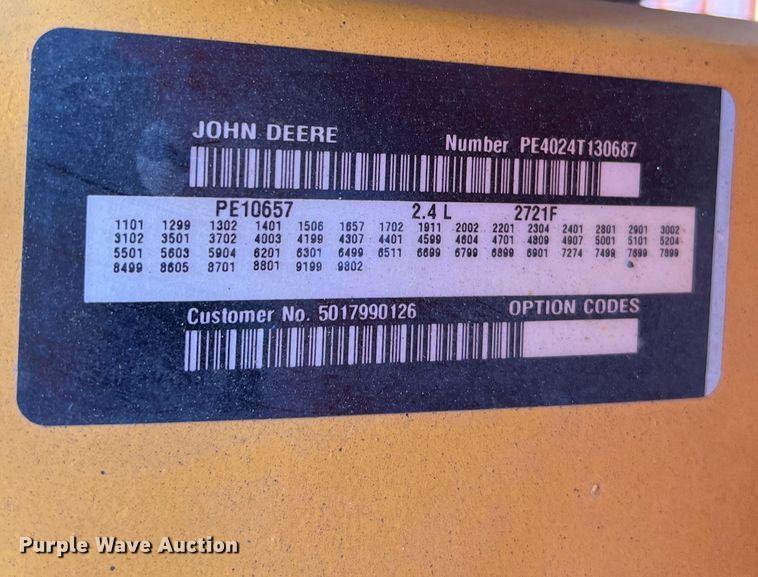 JOHN DEERE Number PE4024T130687
PE10657 2.4 L 2721F
1101 1299 1302 1401 1506 1657 1702 1911 2002 2201 2304 2401 2801 2901 3002
3102 3501 3702 4003 4199 4307 4401 4599 4604 4701 4809 4907 5001 5101 5204
5501 5603 5904 6201 6301 6499 6511 6699 6799 6899 6901 7274 7499 7699 7899
8499 8605 8701 8801 9199 9802
Customer No. 5017990126 OPTION CODES
Purple Wave Auction